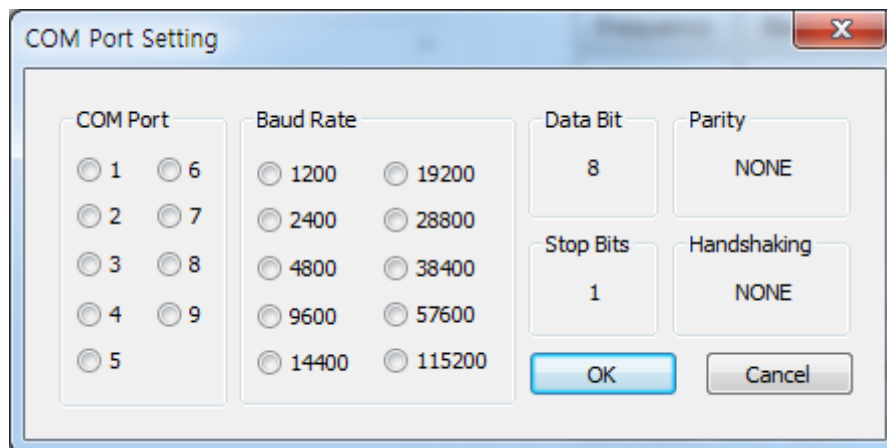 COM Port Setting
COM Port
1
2
3
4
5
6
7
8
9
Baud Rate
1200
2400
4800
9600
14400
19200
28800
38400
57600
115200
Data Bit
8
Parity
NONE
Stop Bits
1
Handshaking
NONE
OK
Cancel